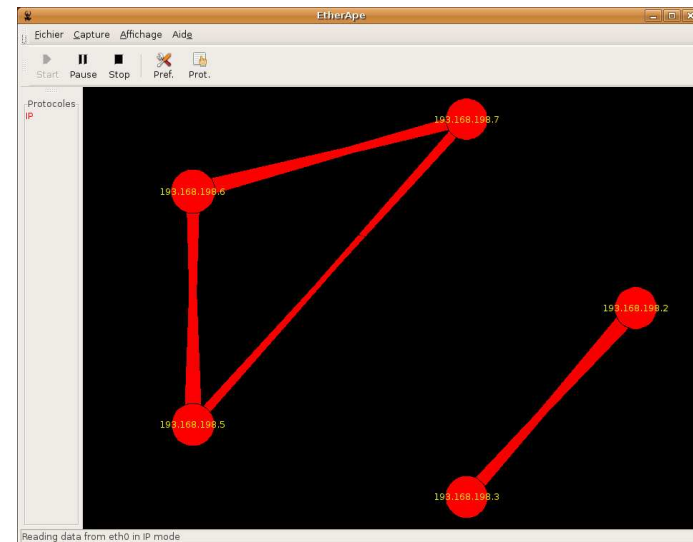 EtherApe
Fichier Capture Affichage Aide
Start Pause Stop Pref. Prot.
Protocoles
IP
193.168.198.7
193.168.198.6
193.168.198.2
193.168.198.5
193.168.198.3
Reading data from eth0 in IP mode